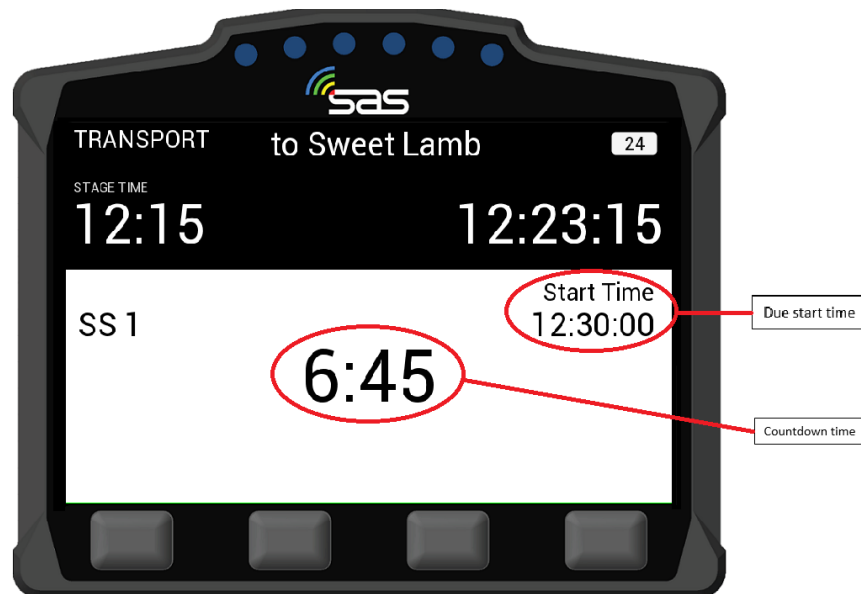 sas
TRANSPORT to Sweet Lamb 24
STAGE TIME
12:15 12:23:15
Start Time
SS 1 12:30:00
Due start time
6:45
Countdown time